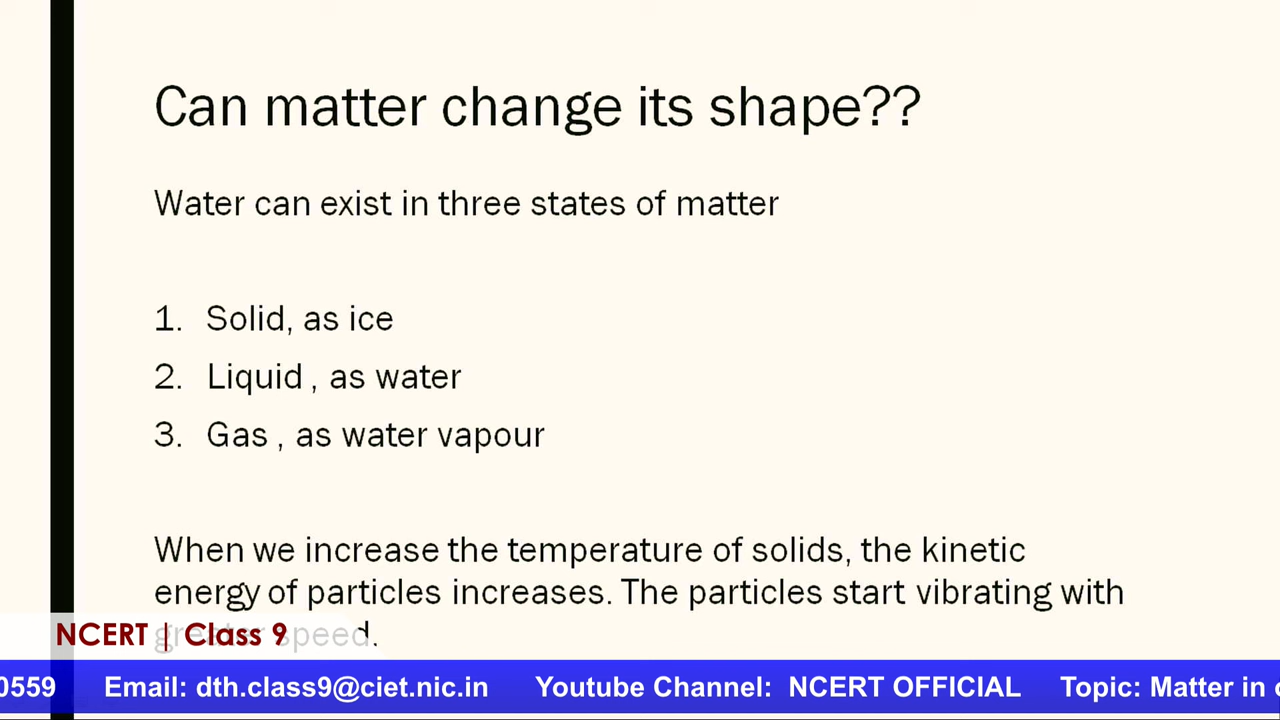 Can matter change its shape??
Water can exist in three states of matter
1. Solid, as ice
2. Liquid , as water
3. Gas , as water vapour
When we increase the temperature of solids, the kinetic
energy of particles increases. The particles start vibrating with
greater speed.
NCERT | Class 9
0559 Email: dth.class9@ciet.nic.in Youtube Channel: NCERT OFFICIAL Topic: Matter in